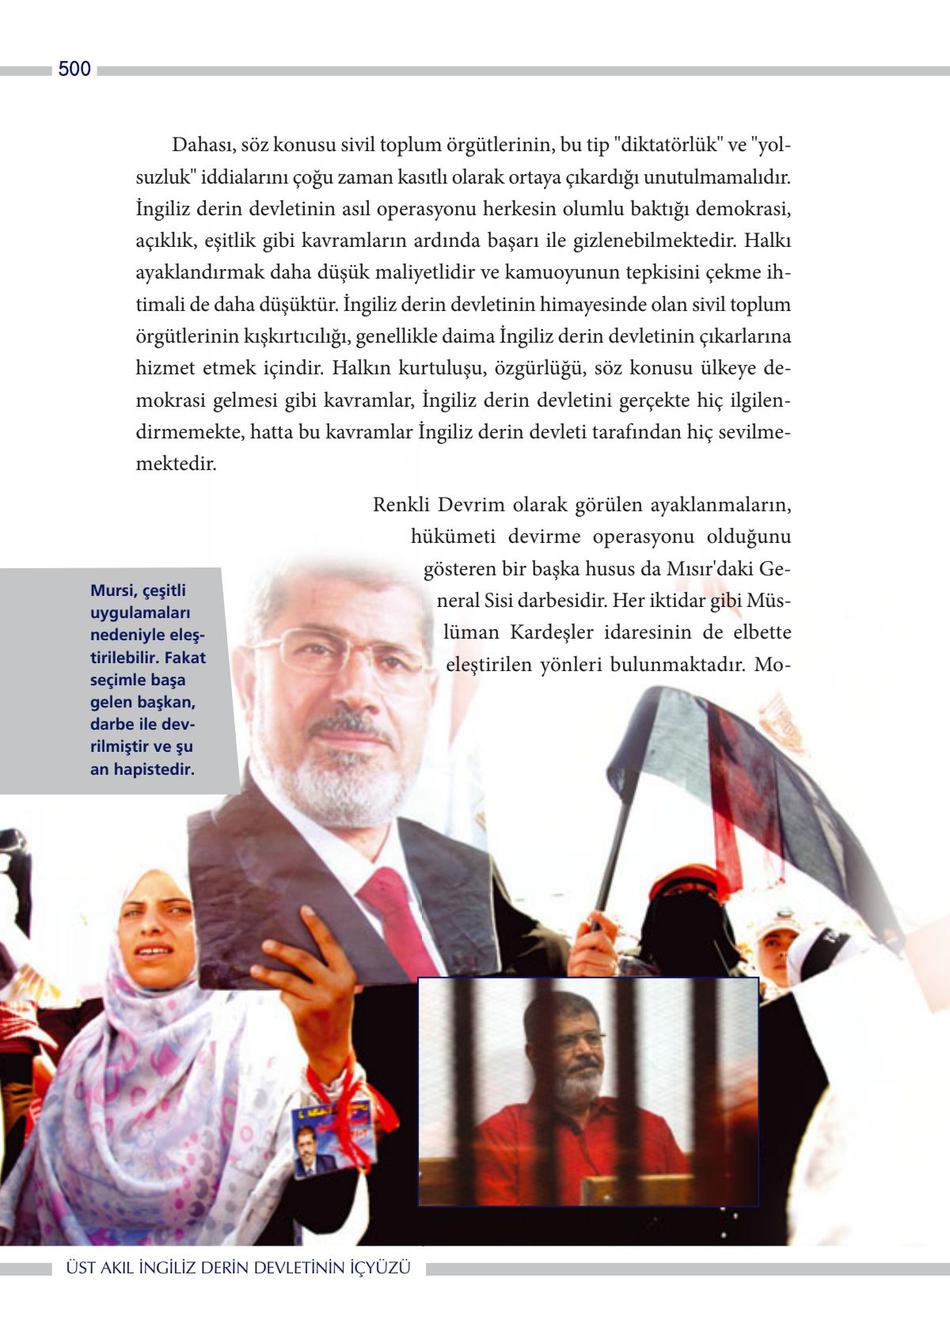 500
Dahası, söz konusu sivil toplum örgütlerinin, bu tip "diktatörlük" ve "yol-
suzluk" iddialarını çoğu zaman kasıtlı olarak ortaya çıkardığı unutulmamalıdır.
İngiliz derin devletinin asıl operasyonu herkesin olumlu baktığı demokrasi,
açıklık, eşitlik gibi kavramların ardında başarı ile gizlenebilmektedir. Halkı
ayaklandırmak daha düşük maliyetlidir ve kamuoyunun tepkisini çekme ih-
timali de daha düşüktür. İngiliz derin devletinin himayesinde olan sivil toplum
örgütlerinin kışkırtıcılığı, genellikle daima İngiliz derin devletinin çıkarlarına
hizmet etmek içindir. Halkın kurtuluşu, özgürlüğü, söz konusu ülkeye de-
mokrasi gelmesi gibi kavramlar, İngiliz derin devletini gerçekte hiç ilgilen-
dirmemekte, hatta bu kavramlar İngiliz derin devleti tarafından hiç sevilme-
mektedir.
Renkli Devrim olarak görülen ayaklanmaların,
hükümeti devirme operasyonu olduğunu
gösteren bir başka husus da Mısır'daki Ge-
neral Sisi darbesidir. Her iktidar gibi Müs-
lüman Kardeşler idaresinin de elbette
eleştirilen yönleri bulunmaktadır. Mo-
Mursi, çeşitli
uygulamaları
nedeniyle eleş-
tirilebilir. Fakat
seçimle başa
gelen başkan,
darbe ile dev-
rilmiştir ve şu
an hapistedir.
ÜST AKIL İNGİLİZ DERİN DEVLETİNİN İÇYÜZÜ